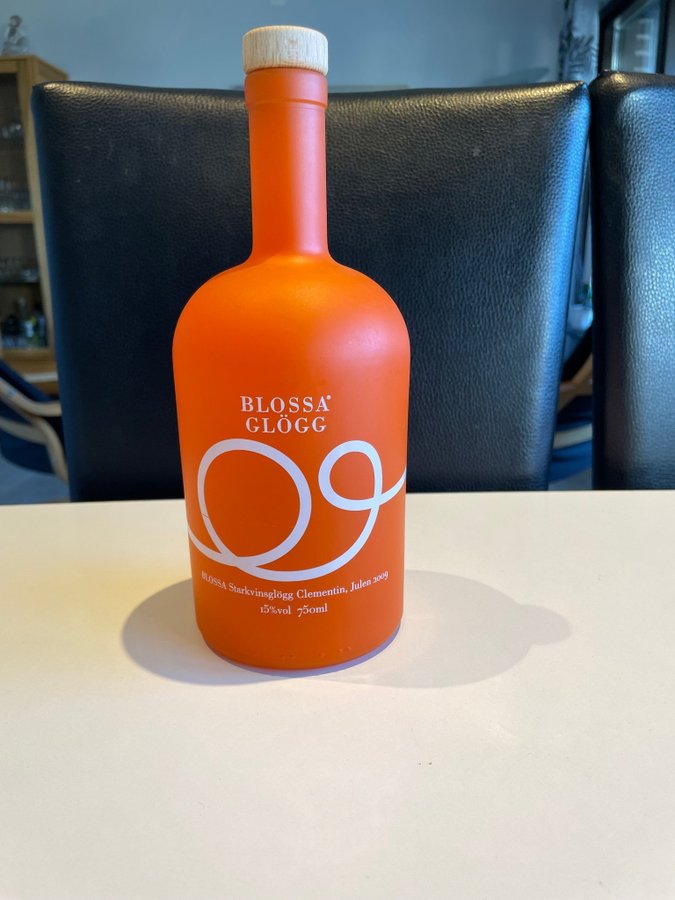 BLOSSA®
GLÖGG
09
BLOSSA Starkvinsglögg Clementin, Julen 2009
15%vol 750ml